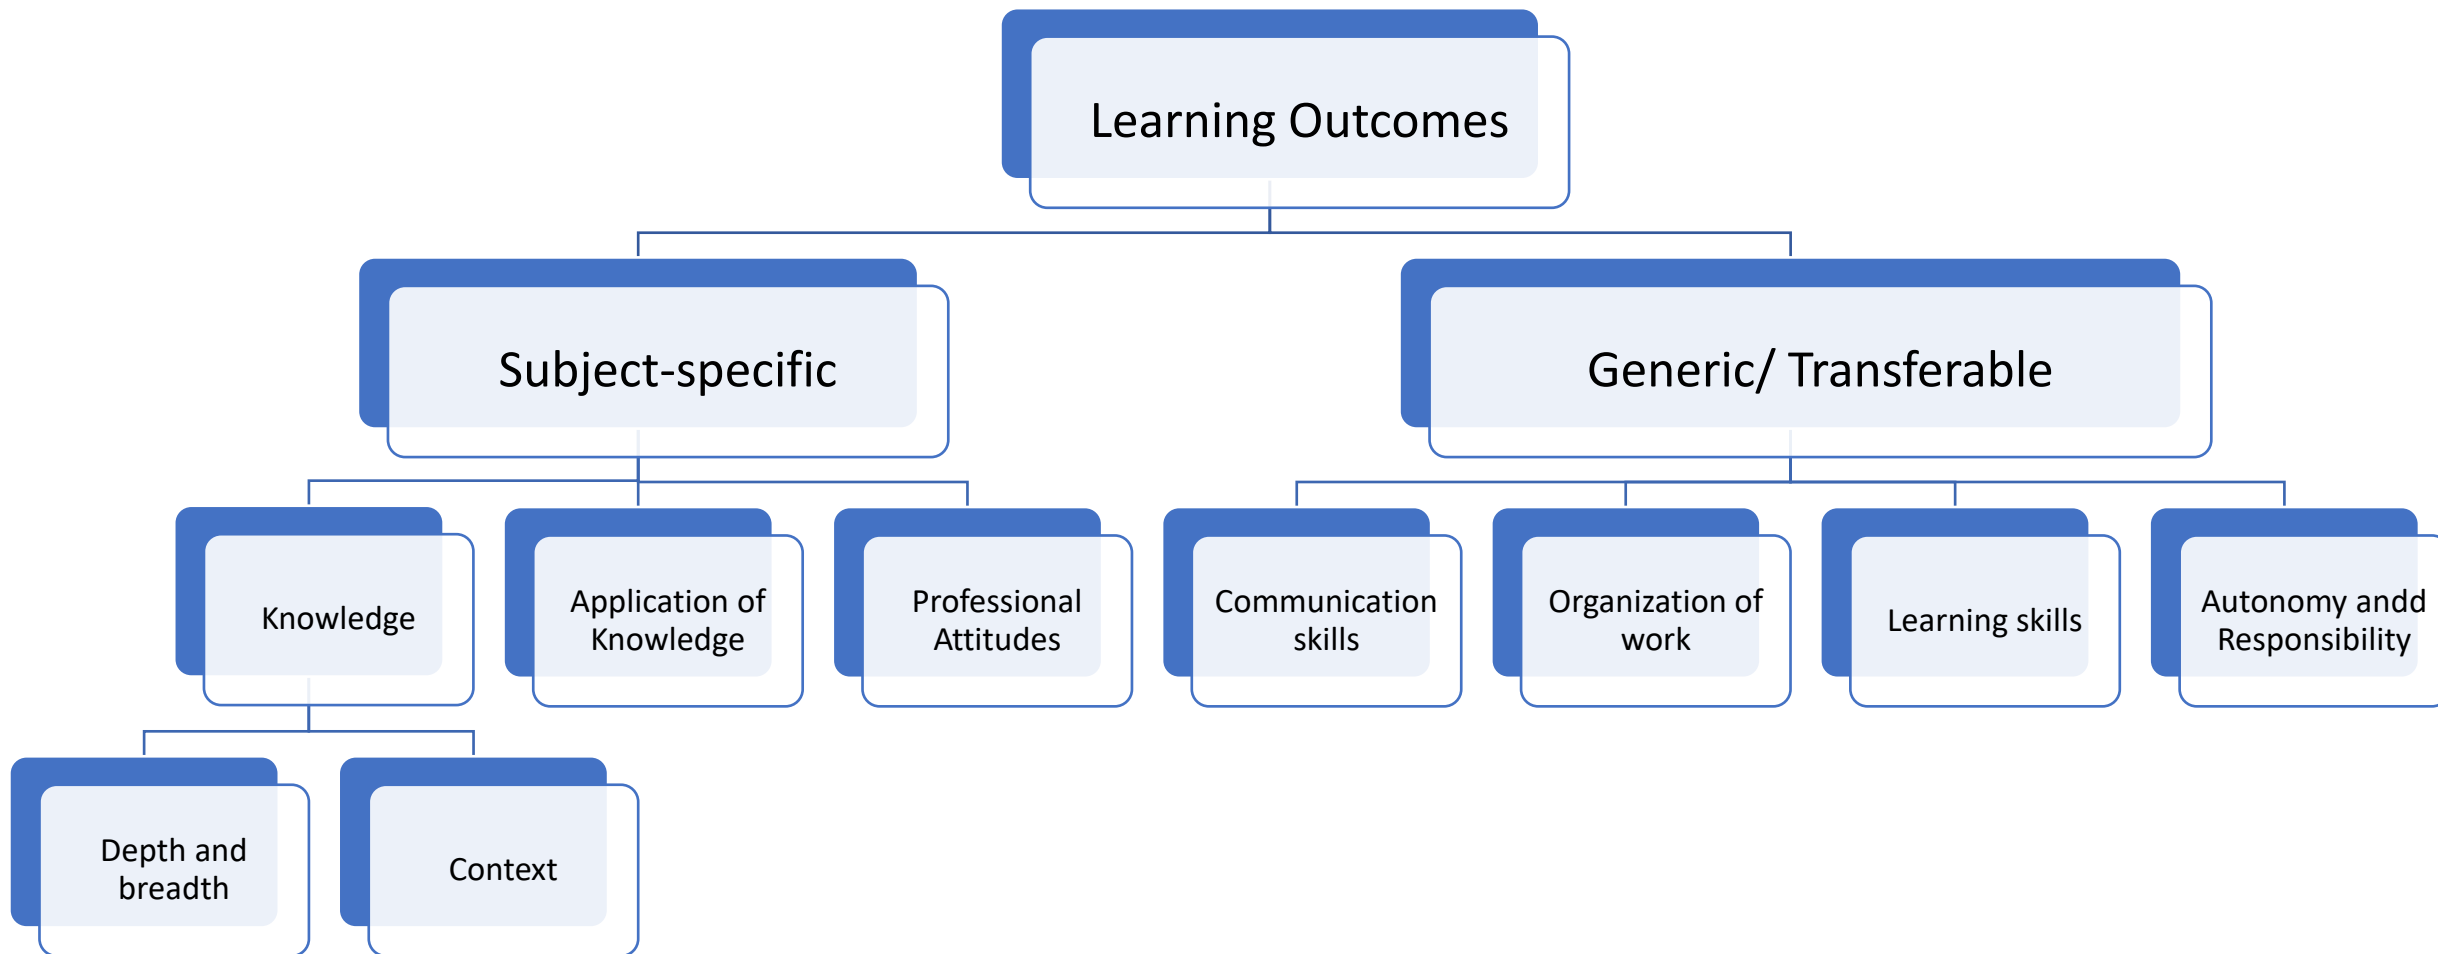 Learning Outcomes
Subject-specific
Generic/ Transferable
Knowledge
Application of
Knowledge
Professional
Attitudes
Communication
skills
Organization of
work
Learning skills
Autonomy andd
Responsibility
Depth and
breadth
Context